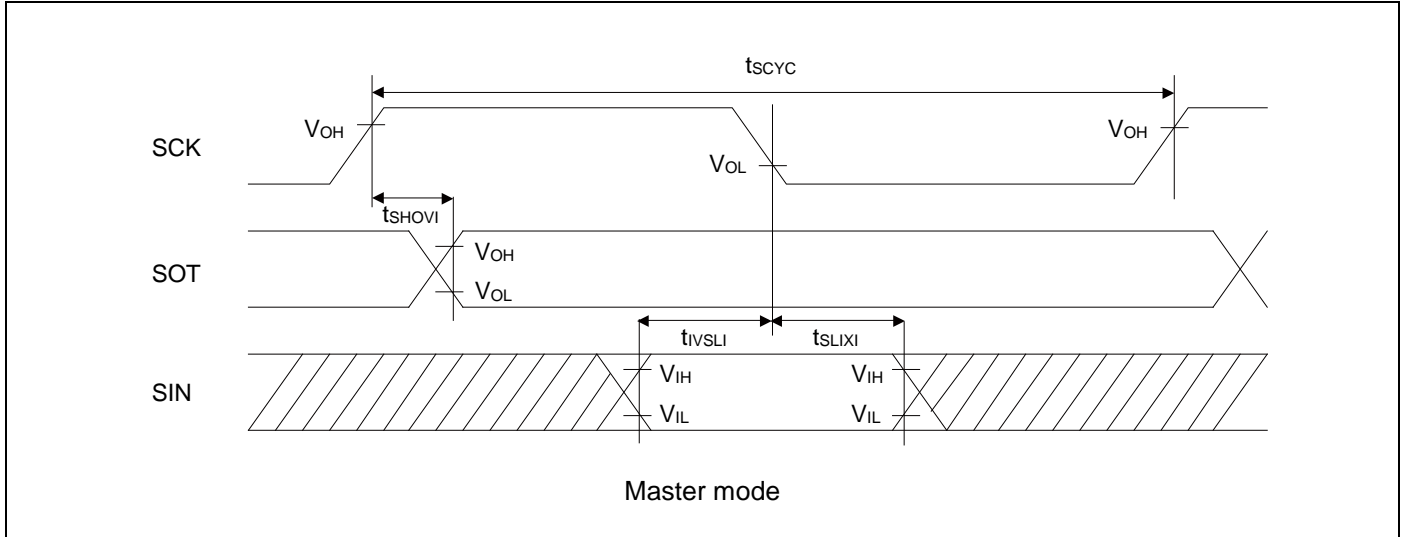 tSCYC
SCK
VOH
VOL
VOH
tSHOVI
SOT
VOH
VOL
tIVSLI
tSLIXI
SIN
VIH
VIH
VIL
VIL
Master mode